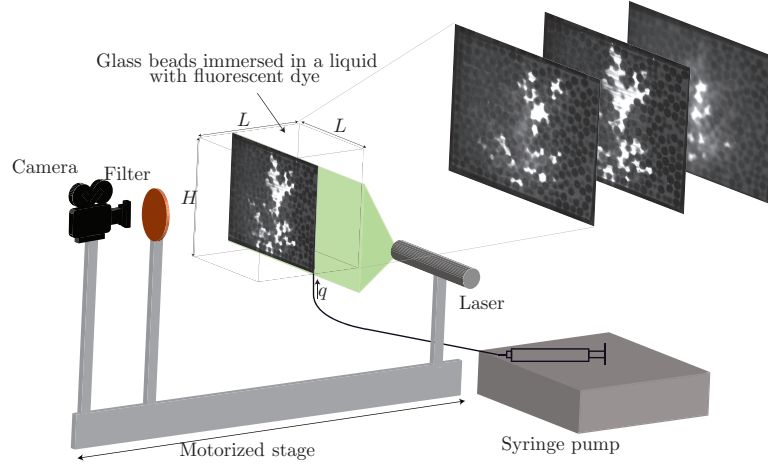 Glass beads immersed in a liquid
with fluorescent dye
L
L
Camera
Filter
H
q
Laser
Motorized stage
Syringe pump